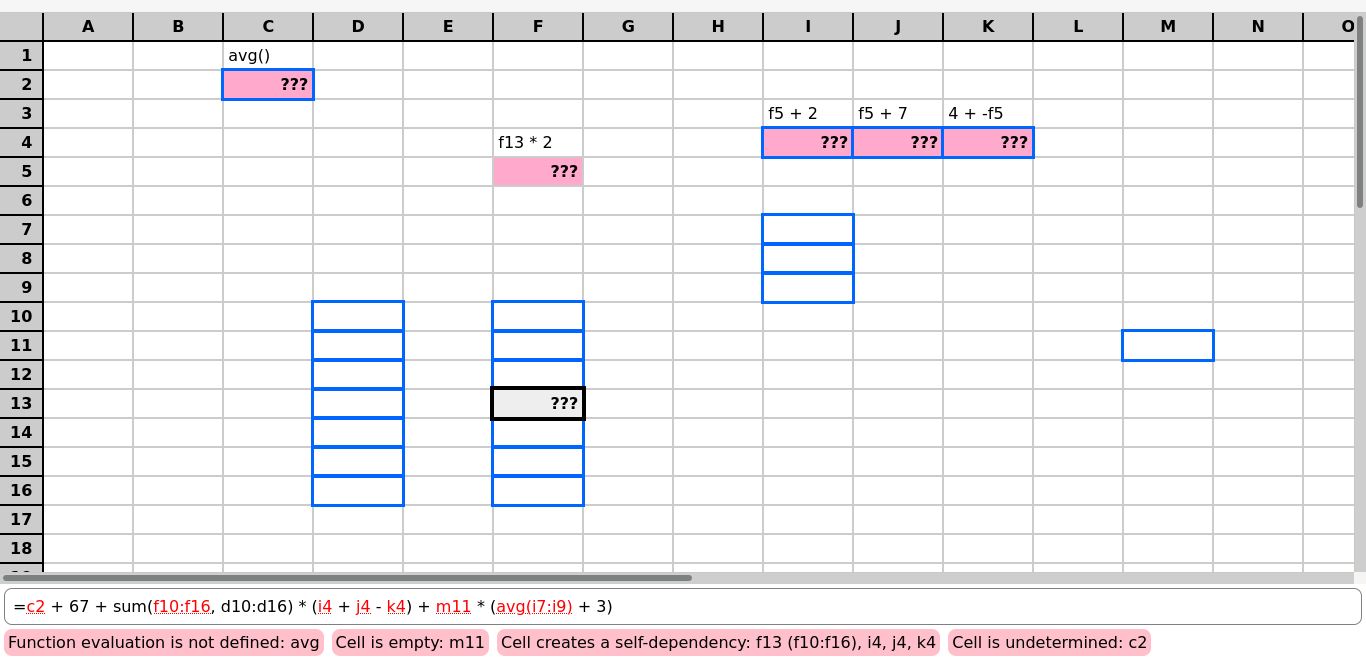 A B C D E F G H I J K L M N O
1 avg()
2 ???
3 f5 + 2 f5 + 7 4 + -f5
4 f13 * 2 ??? ??? ???
5 ???
6
7
8
9
10
11
12
13 ???
14
15
16
17
18
=c2 + 67 + sum(f10:f16, d10:d16) * (i4 + j4 - k4) + m11 * (avg(i7:i9) + 3)
Function evaluation is not defined: avg Cell is empty: m11 Cell creates a self-dependency: f13 (f10:f16), i4, j4, k4 Cell is undetermined: c2